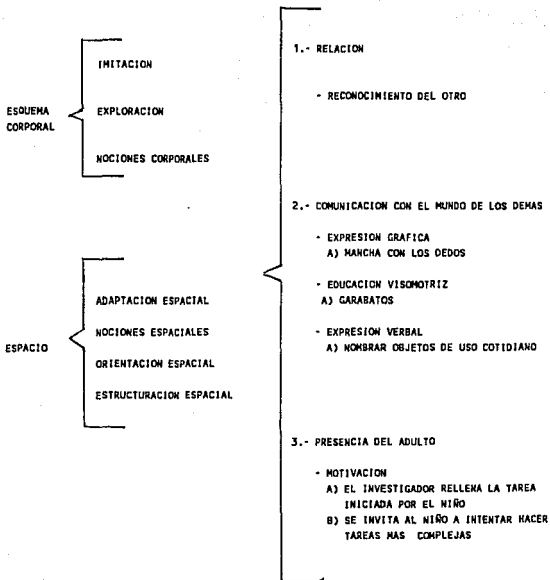 ESQUEMA
CORPORAL
IMITACION
EXPLORACION
NOCIONES CORPORALES
ESPACIO
ADAPTACION ESPACIAL
NOCIONES ESPACIALES
ORIENTACION ESPACIAL
ESTRUCTURACION ESPACIAL
1.- RELACION
- RECONOCIMIENTO DEL OTRO
2.- COMUNICACION CON EL MUNDO DE LOS DEMAS
- EXPRESION GRAFICA
A) MANCHA CON LOS DEDOS
- EDUCACION VISOMOTRIZ
A) GARABATOS
- EXPRESION VERBAL
A) NOMBRAR OBJETOS DE USO COTIDIANO
3.- PRESENCIA DEL ADULTO
- MOTIVACION
A) EL INVESTIGADOR RELLENA LA TAREA
INICIADA POR EL NIÑO
B) SE INVITA AL NIÑO A INTENTAR HACER
TAREAS MAS COMPLEJAS